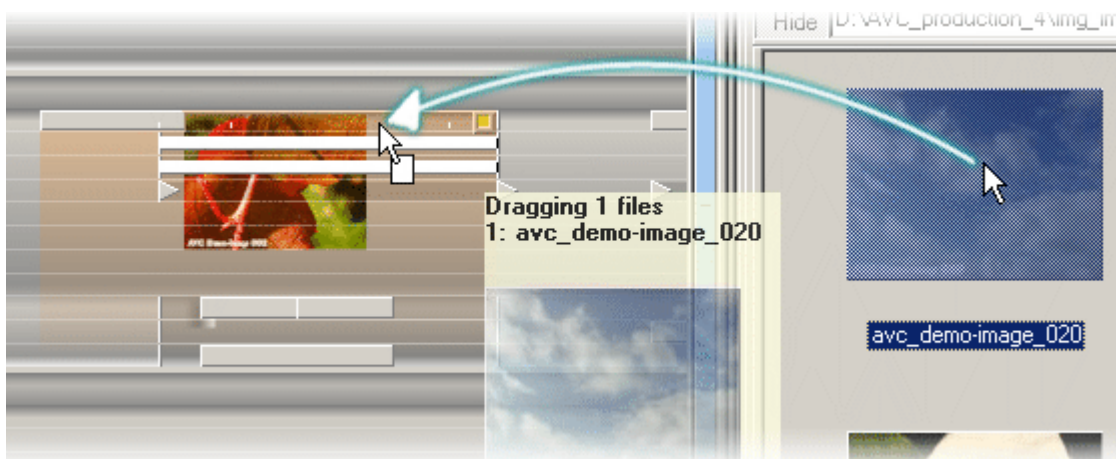 Hide D:\AVC_production_4\img_im
Dragging 1 files
1: avc_demo-image_020
avc_demo-image_020